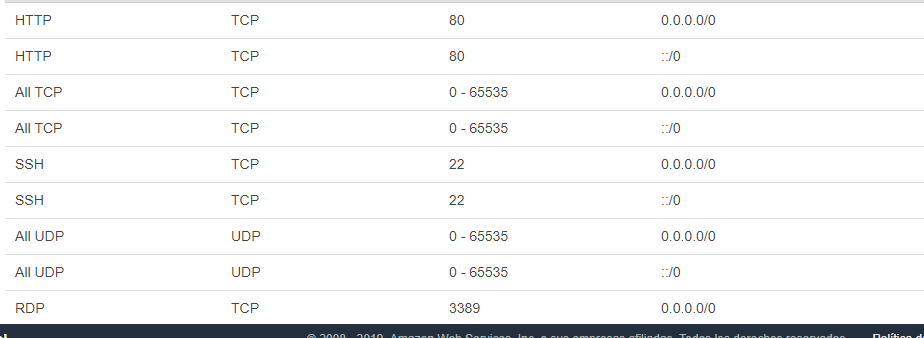 HTTP TCP 80 0.0.0.0/0
HTTP TCP 80 ::/0
All TCP TCP 0 - 65535 0.0.0.0/0
All TCP TCP 0 - 65535 ::/0
SSH TCP 22 0.0.0.0/0
SSH TCP 22 ::/0
All UDP UDP 0 - 65535 0.0.0.0/0
All UDP UDP 0 - 65535 ::/0
RDP TCP 3389 0.0.0.0/0
© 2008 - 2019, Amazon Web Services, Inc. o sus empresas afiliadas. Todos los derechos reservados. Política d